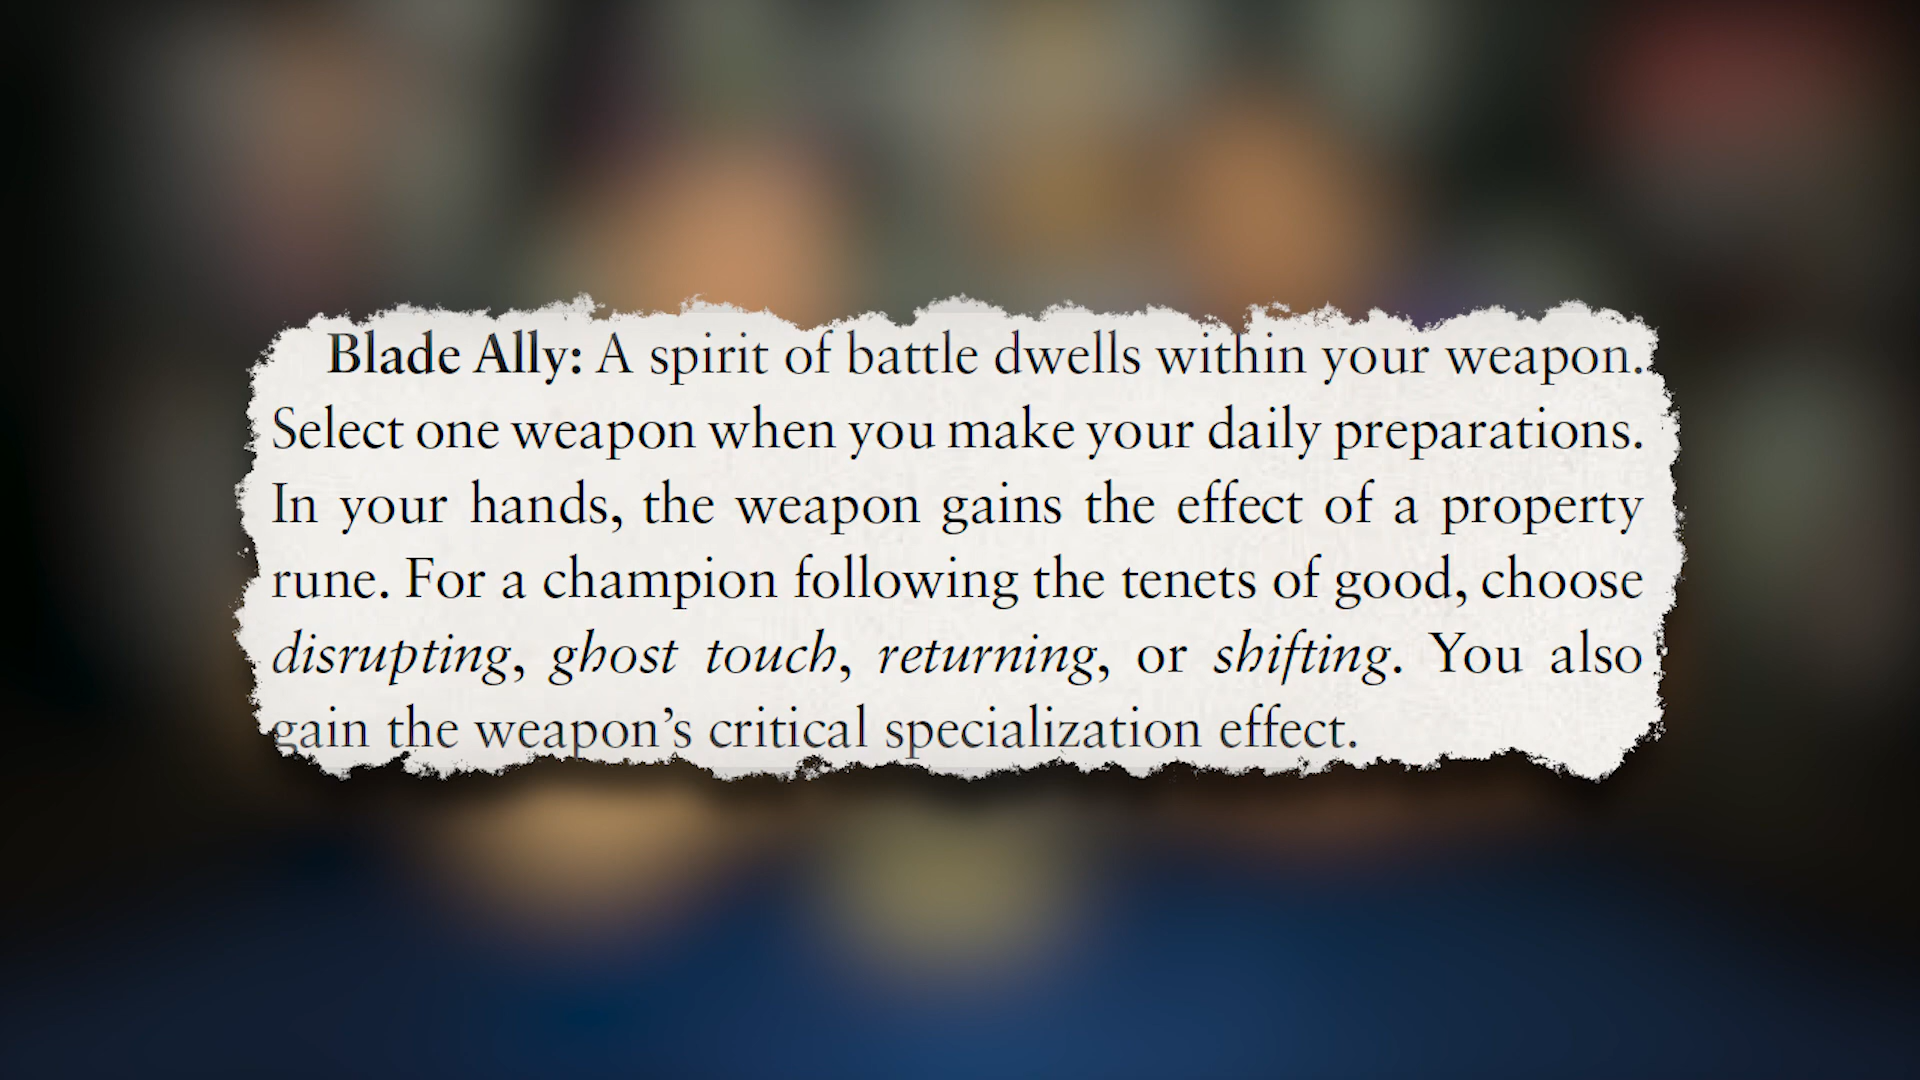 Blade Ally: A spirit of battle dwells within your weapon.
Select one weapon when you make your daily preparations.
In your hands, the weapon gains the effect of a property
rune. For a champion following the tenets of good, choose
disrupting, ghost touch, returning, or shifting. You also
gain the weapon’s critical specialization effect.